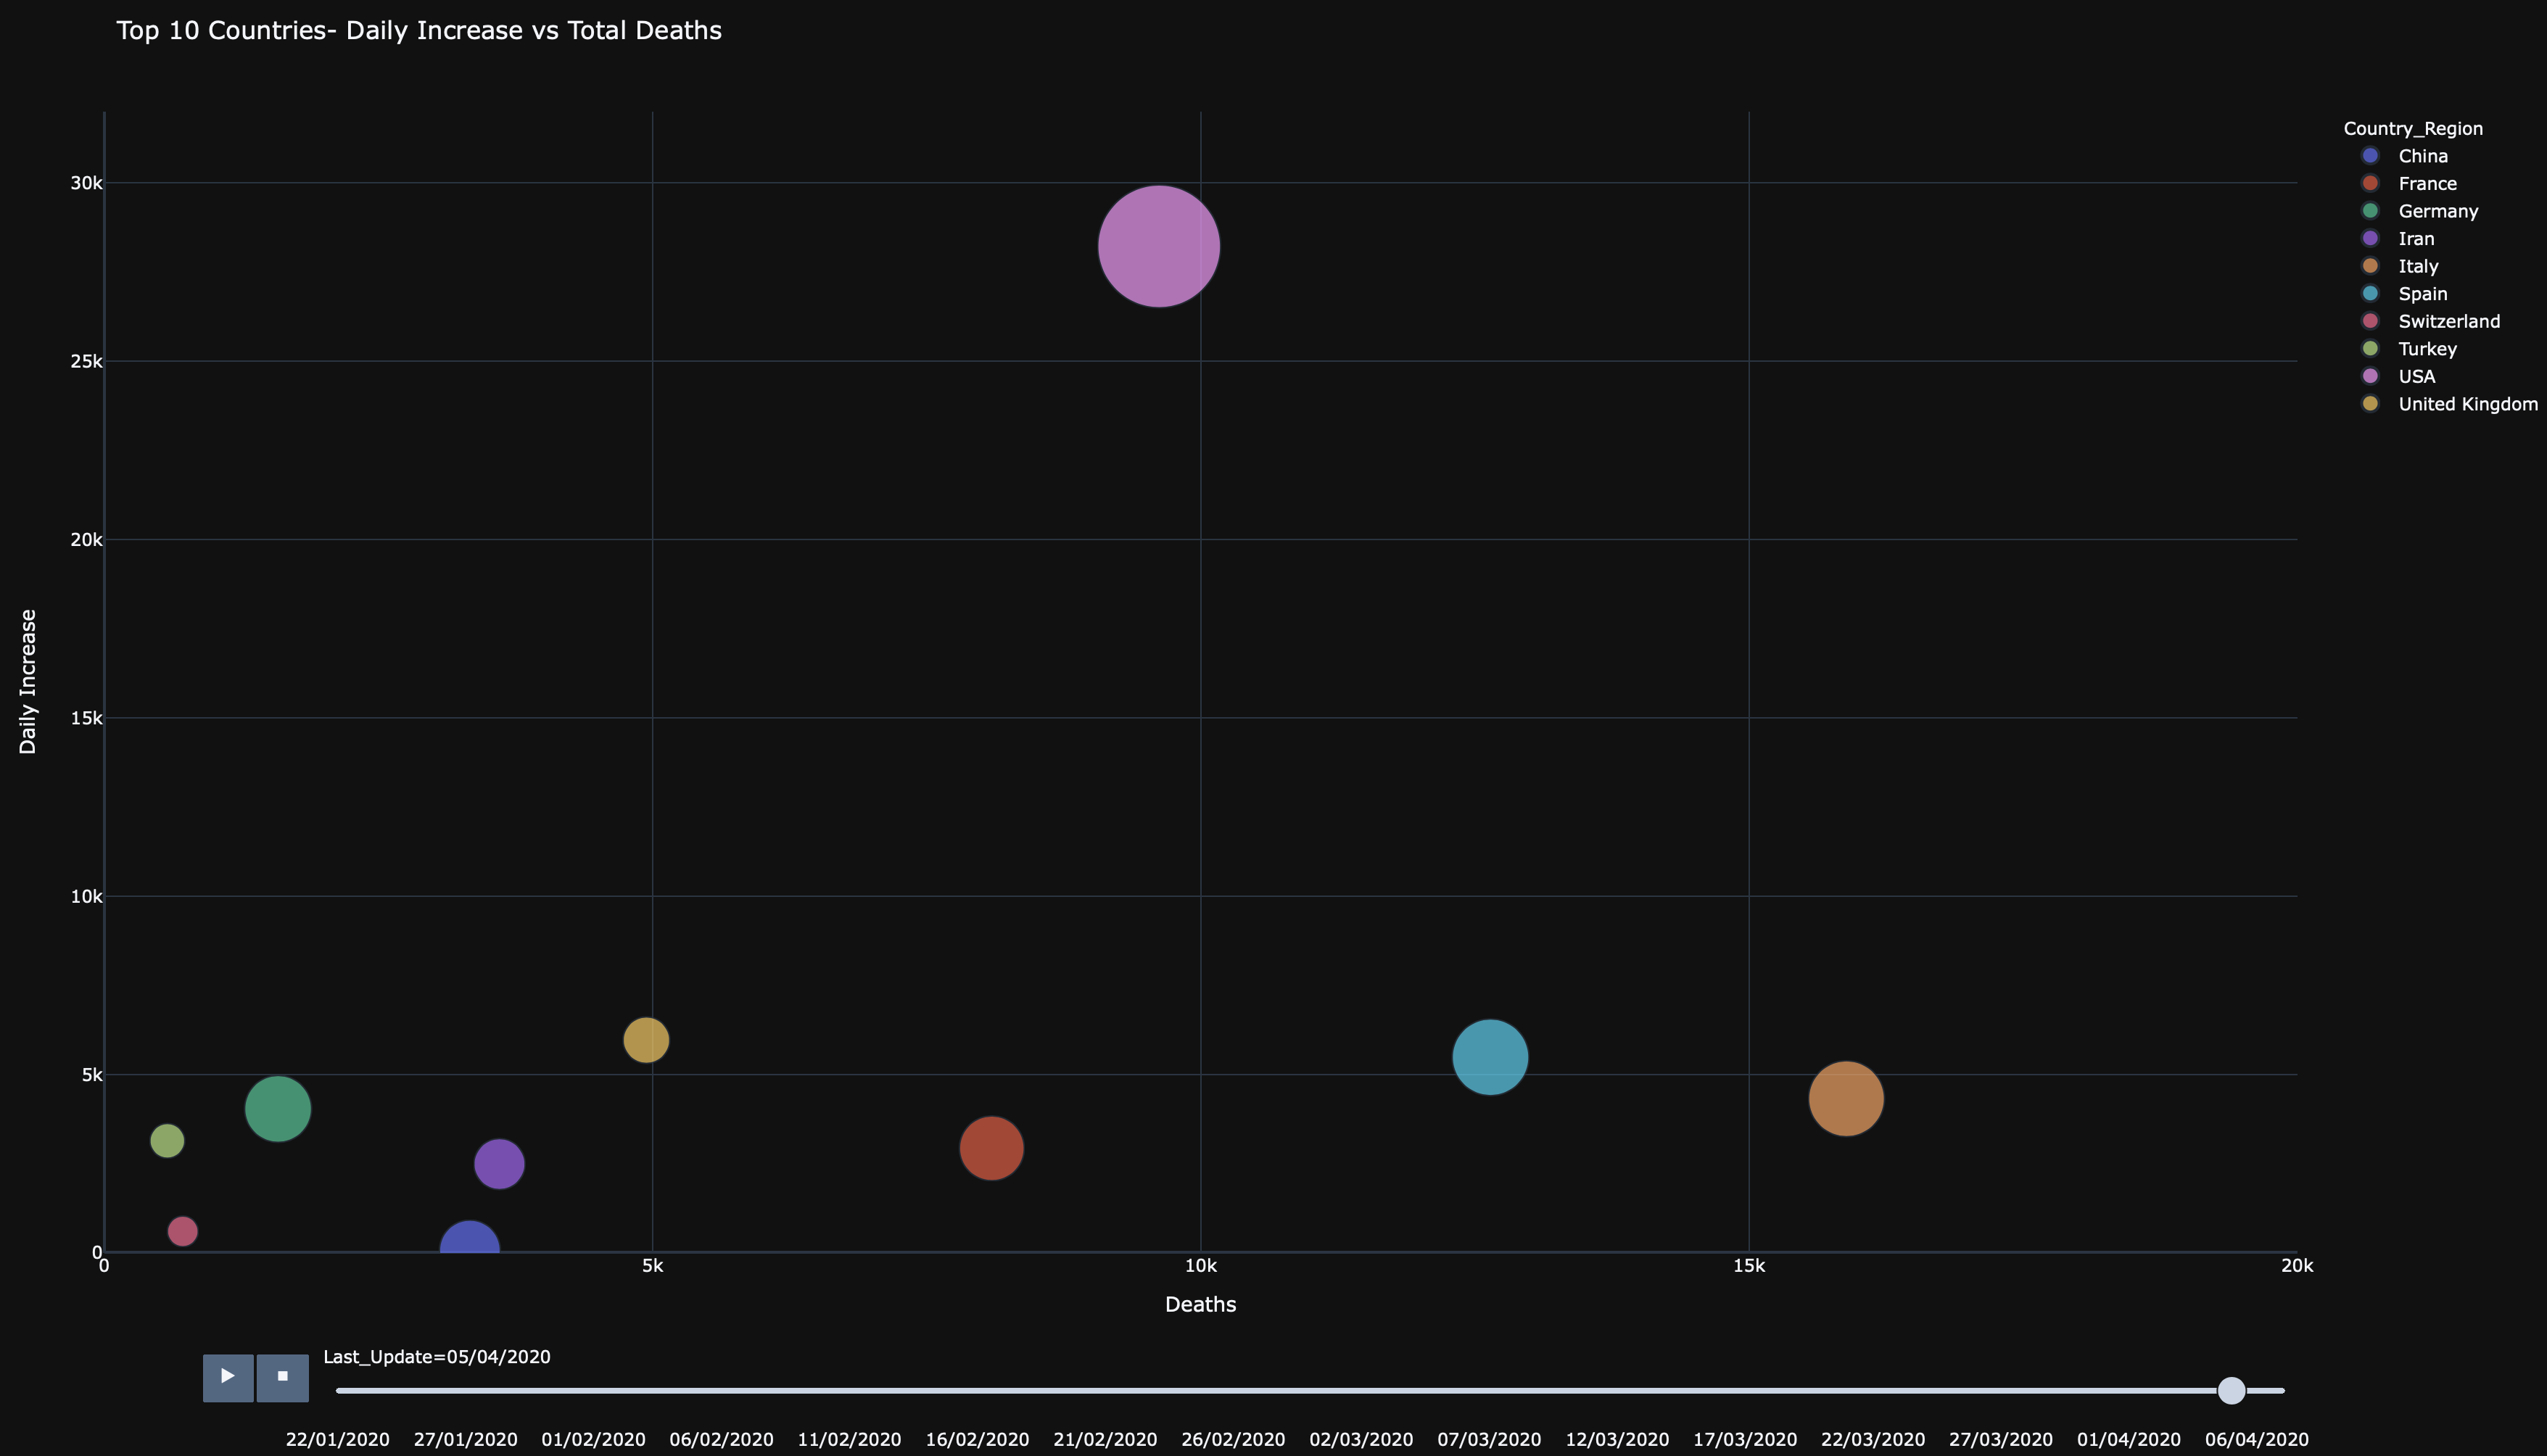 Top 10 Countries- Daily Increase vs Total Deaths
30k
25k
20k
15k
10k
5k
0
Daily Increase
0 5k 10k 15k 20k
Deaths
Country_Region
China
France
Germany
Iran
Italy
Spain
Switzerland
Turkey
USA
United Kingdom
Last_Update=05/04/2020
22/01/2020 27/01/2020 01/02/2020 06/02/2020 11/02/2020 16/02/2020 21/02/2020 26/02/2020 02/03/2020 07/03/2020 12/03/2020 17/03/2020 22/03/2020 27/03/2020 01/04/2020 06/04/2020